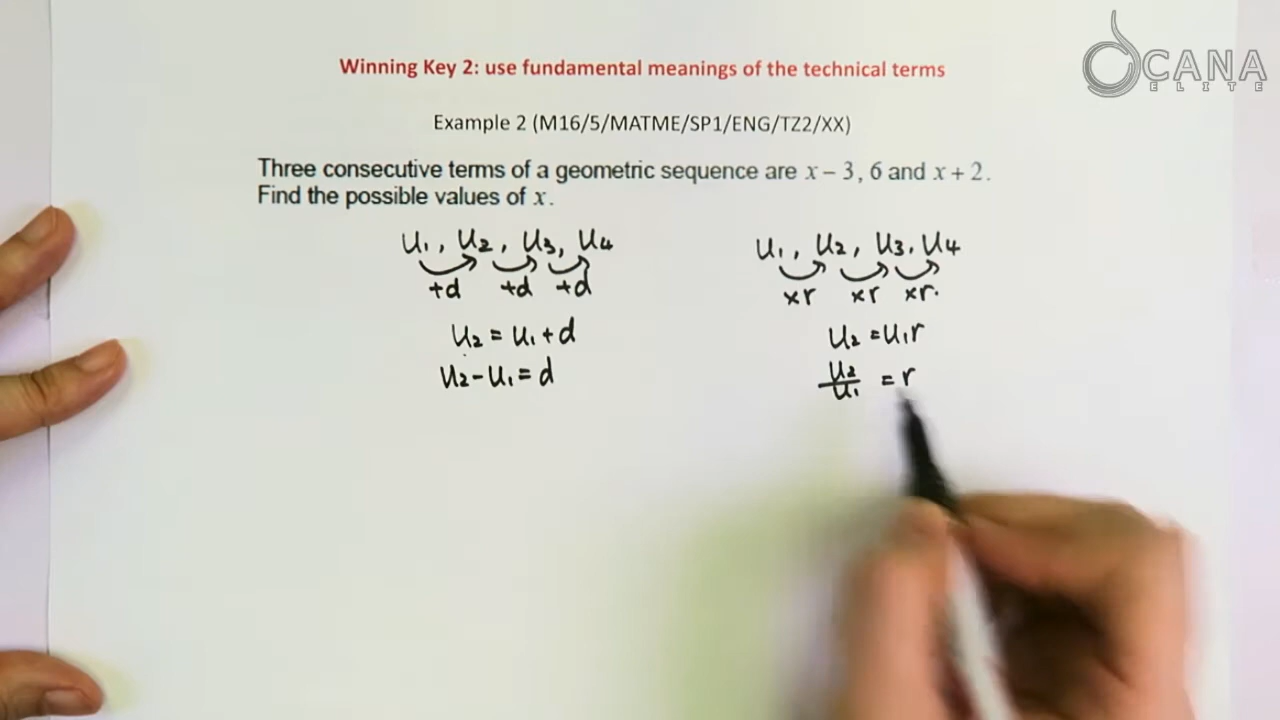 OCANA
ELITE
Winning Key 2: use fundamental meanings of the technical terms
Example 2 (M16/5/MATME/SP1/ENG/TZ2/XX)
Three consecutive terms of a geometric sequence are x – 3, 6 and x + 2.
Find the possible values of x.
u₁, u₂, u₃, u₄
+d +d +d
u₂ = u₁ + d
u₂ - u₁ = d
u₁, u₂, u₃, u₄
×r ×r ×r.
u₂ = u₁r
u₂/u₁ = r